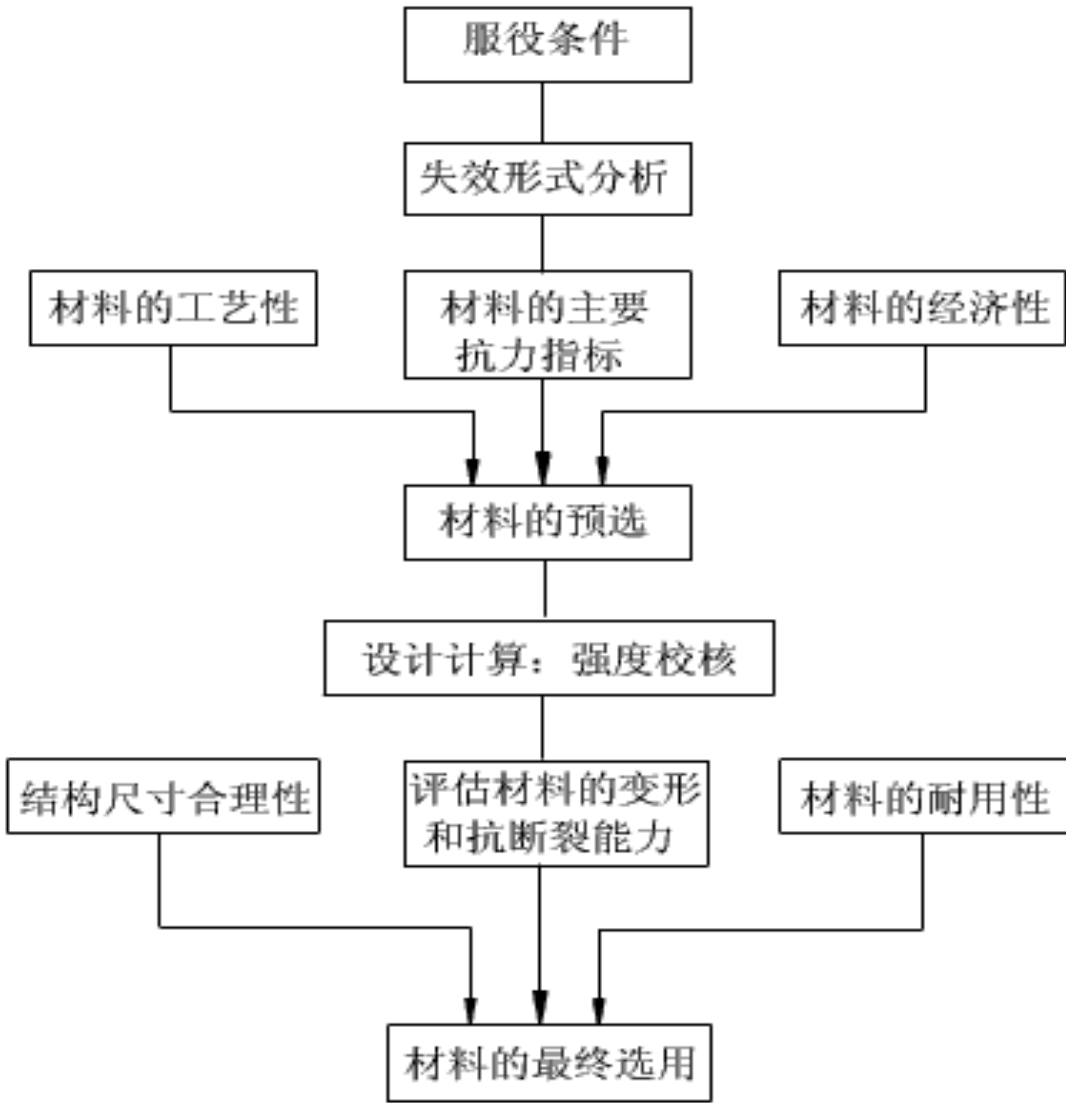 服役条件
失效形式分析
材料的工艺性
材料的主要
抗力指标
材料的经济性
材料的预选
设计计算：强度校核
结构尺寸合理性
评估材料的变形
和抗断裂能力
材料的耐用性
材料的最终选用